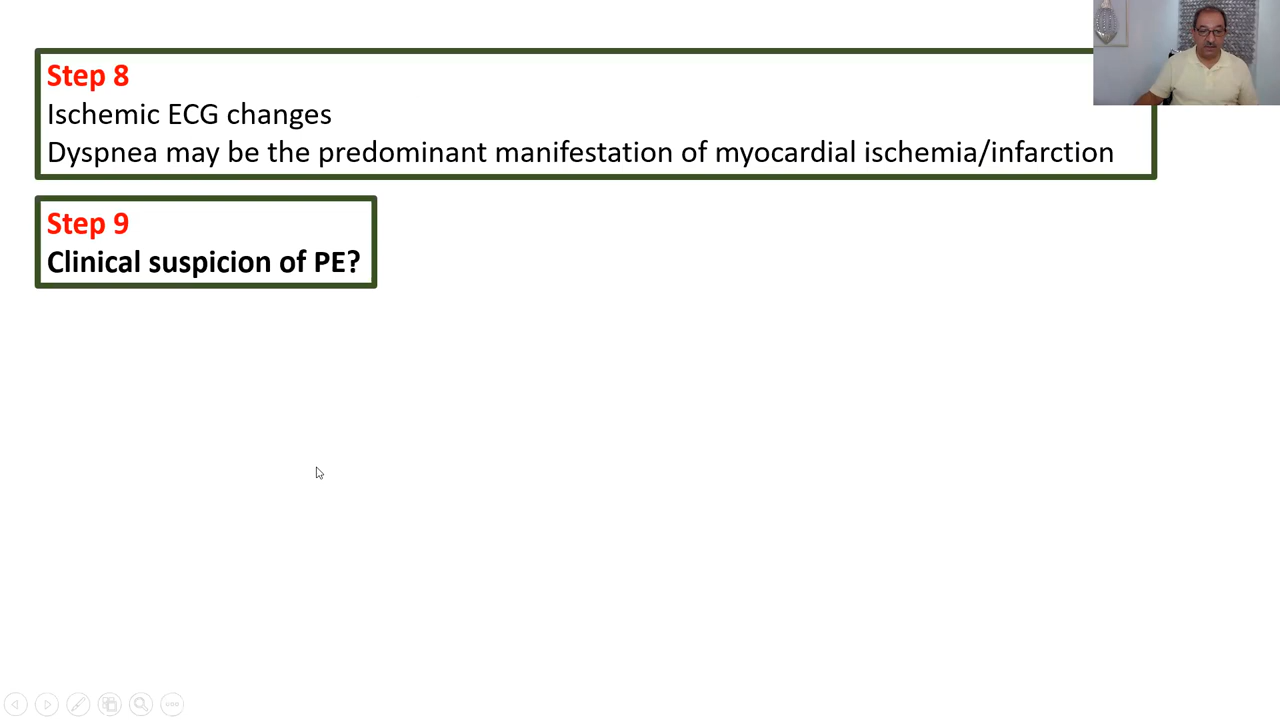 Step 8
Ischemic ECG changes
Dyspnea may be the predominant manifestation of myocardial ischemia/infarction
Step 9
Clinical suspicion of PE?